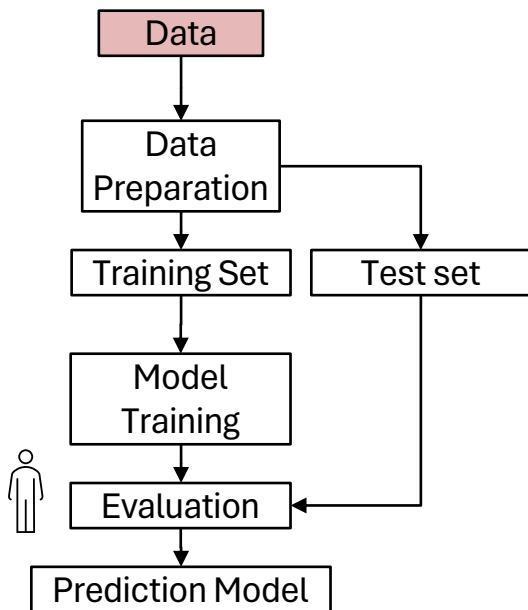 Data
Data
Preparation
Training Set
Test set
Model
Training
Evaluation
Prediction Model